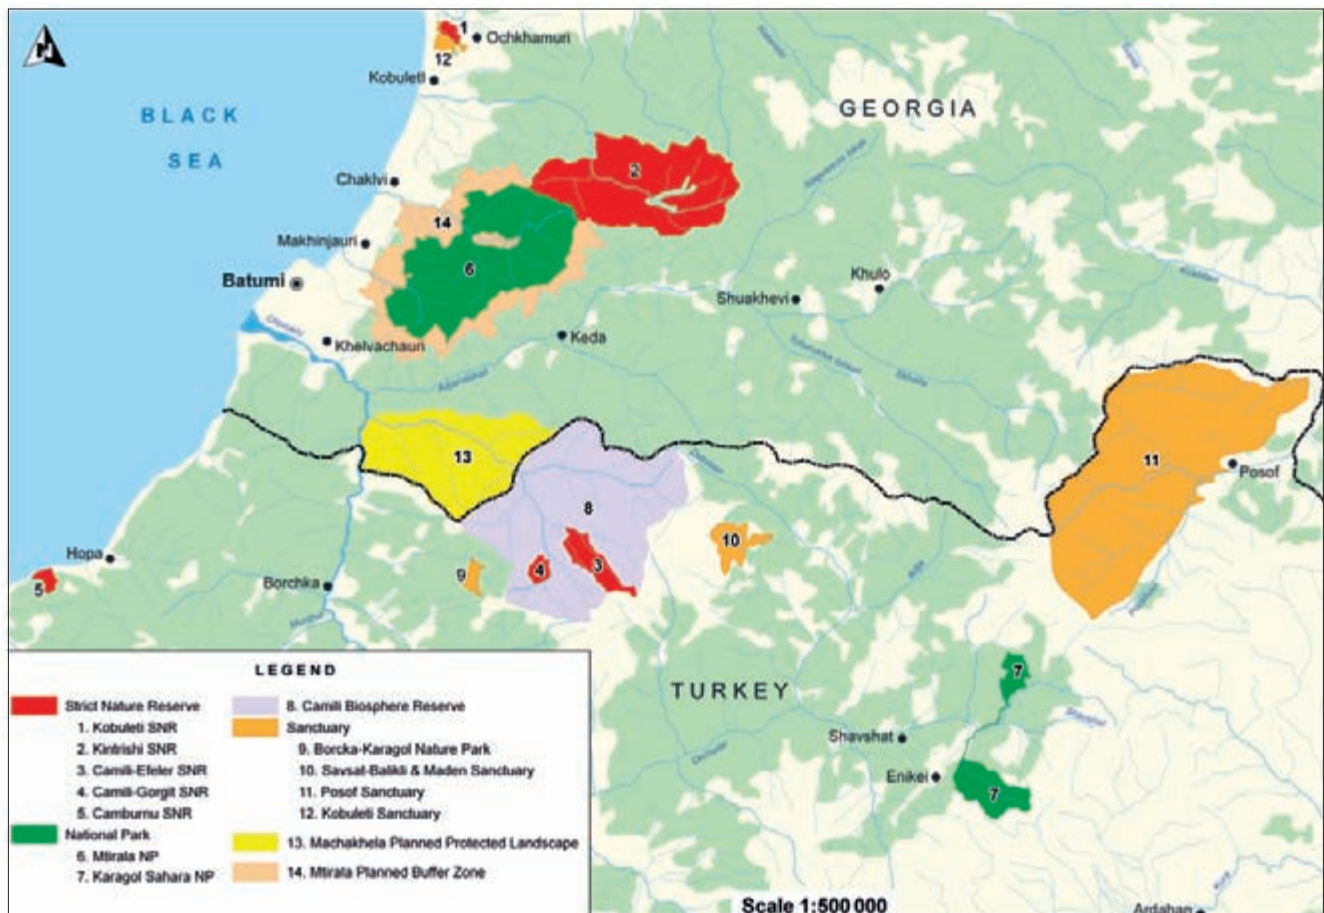 N
1
Ochkhamuri
12
Kobuleti
BLACK
SEA
GEORGIA
Chakivi
2
14
Makhinjauri
6
Batumi
Khulo
Shuakhevi
Khelvachauri
Keda
13
11
Posof
8
10
Hopa
9
4
3
5
Borchka
TURKEY
7
Shavshat
Enikei
7
LEGEND
Strict Nature Reserve
1. Kobuleti SNR
2. Kintrishi SNR
3. Camili-Efeler SNR
4. Camili-Gorgit SNR
5. Camburnu SNR
National Park
6. Mtirala NP
7. Karagol Sahara NP
8. Camili Biosphere Reserve
Sanctuary
9. Borcka-Karagol Nature Park
10. Savsat-Balikli & Maden Sanctuary
11. Posof Sanctuary
12. Kobuleti Sanctuary
13. Machakhela Planned Protected Landscape
14. Mtirala Planned Buffer Zone
Scale 1:500 000
Ardahan